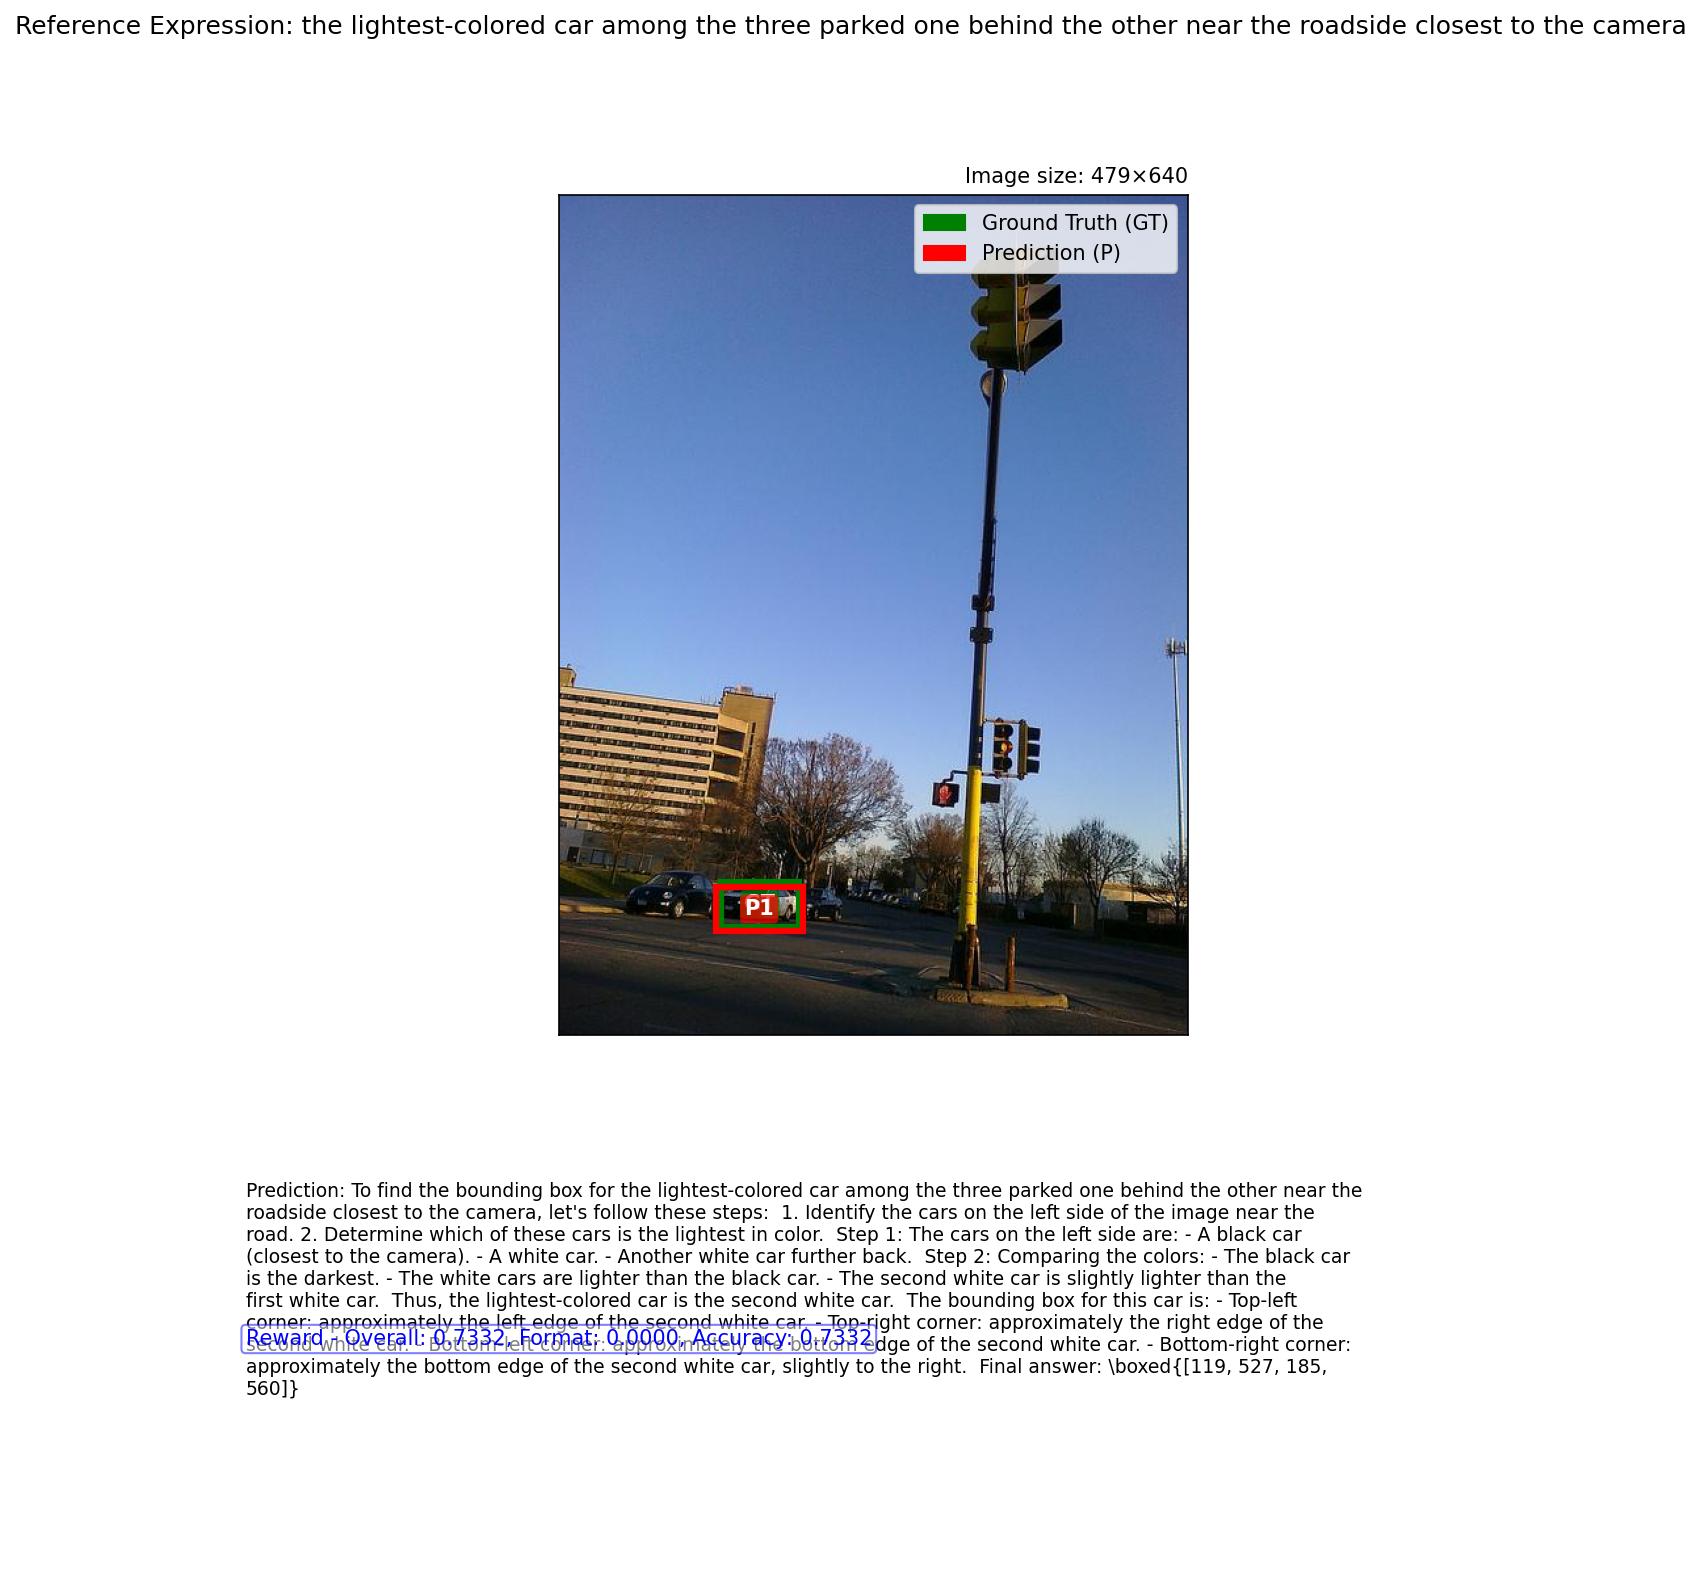 Reference Expression: the lightest-colored car among the three parked one behind the other near the roadside closest to the camera
Image size: 479×640
Ground Truth (GT)
Prediction (P)
P1
Prediction: To find the bounding box for the lightest-colored car among the three parked one behind the other near the
roadside closest to the camera, let's follow these steps:  1. Identify the cars on the left side of the image near the
road. 2. Determine which of these cars is the lightest in color.  Step 1: The cars on the left side are: - A black car
(closest to the camera). - A white car. - Another white car further back.  Step 2: Comparing the colors: - The black car
is the darkest. - The white cars are lighter than the black car. - The second white car is slightly lighter than the
first white car.  Thus, the lightest-colored car is the second white car.  The bounding box for this car is: - Top-left
corner: approximately the left edge of the second white car. - Top-right corner: approximately the right edge of the
Reward - Overall: 0.7332, Format: 0.0000, Accuracy: 0.7332
second white car. - Bottom-left corner: approximately the bottom edge of the second white car. - Bottom-right corner:
approximately the bottom edge of the second white car, slightly to the right.  Final answer: \boxed{[119, 527, 185,
560]}